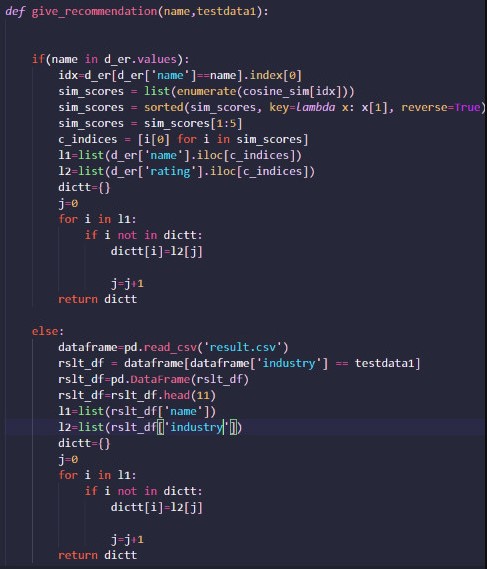 def give_recommendation(name,testdata1):
    if(name in d_er.values):
        idx=d_er[d_er['name']==name].index[0]
        sim_scores = list(enumerate(cosine_sim[idx]))
        sim_scores = sorted(sim_scores, key=lambda x: x[1], reverse=True)
        sim_scores = sim_scores[1:5]
        c_indices = [i[0] for i in sim_scores]
        l1=list(d_er['name'].iloc[c_indices])
        l2=list(d_er['rating'].iloc[c_indices])
        dictt={}
        j=0
        for i in l1:
            if i not in dictt:
                dictt[i]=l2[j]
                j=j+1
        return dictt
    else:
        dataframe=pd.read_csv('result.csv')
        rslt_df = dataframe[dataframe['industry'] == testdata1]
        rslt_df=pd.DataFrame(rslt_df)
        rslt_df=rslt_df.head(11)
        l1=list(rslt_df['name'])
        l2=list(rslt_df['industry'])
        dictt={}
        j=0
        for i in l1:
            if i not in dictt:
                dictt[i]=l2[j]
                j=j+1
        return dictt